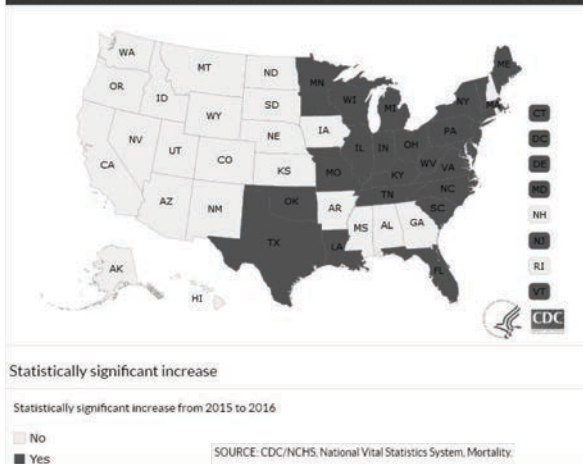 WA
MT
ND
MN
ME
OR
ID
SD
WI
MI
NY
MA
WY
IA
PA
CT
NE
NV
IL
IN
OH
DC
UT
CO
WV
VA
DE
CA
KS
MO
KY
MD
NC
TN
AZ
NM
OK
AR
SC
NH
MS
AL
GA
NJ
TX
LA
RI
AK
FL
VT
HI
CDC
Statistically significant increase
Statistically significant increase from 2015 to 2016
No
Yes
SOURCE: CDC/NCHS, National Vital Statistics System, Mortality.